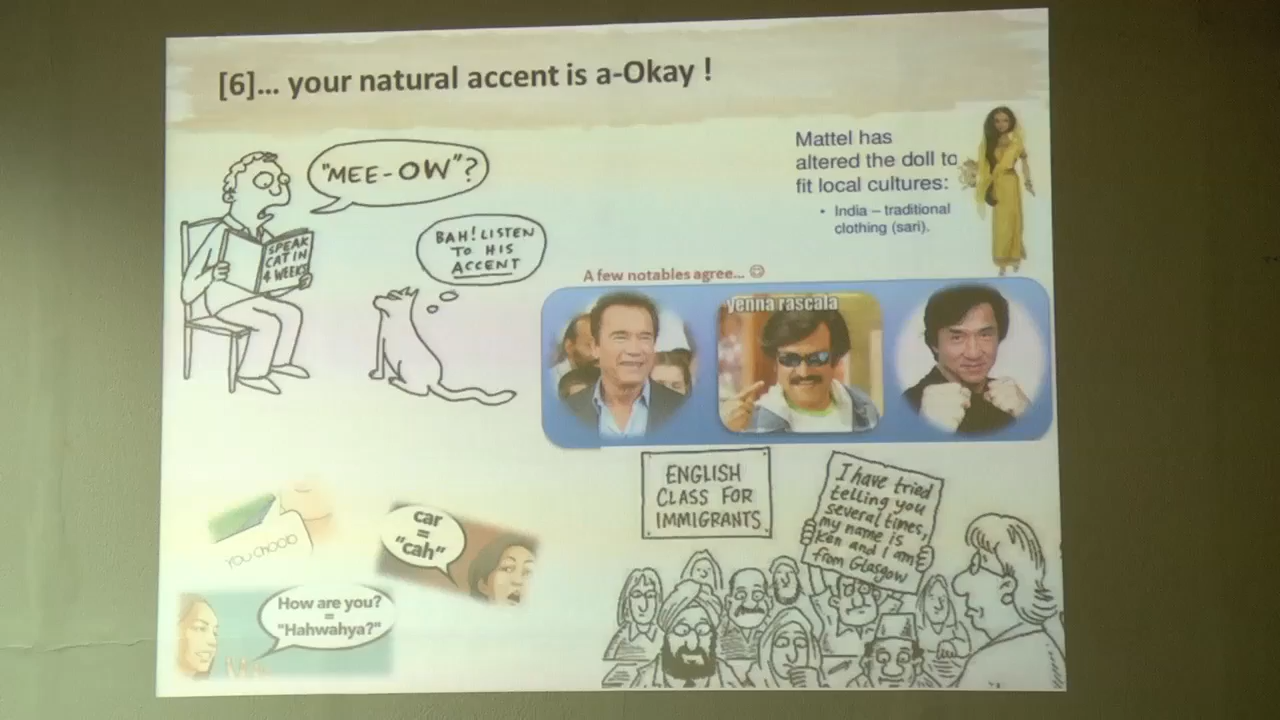 [6]... your natural accent is a-Okay !
"MEE-OW"?
SPEAK
CAT IN
4 WEEKS
BAH! LISTEN
TO HIS
ACCENT
Mattel has
altered the doll to
fit local cultures:
• India – traditional
clothing (sari).
A few notables agree... ☺
yenna rascala
ENGLISH
CLASS FOR
IMMIGRANTS
I have tried
telling you
several times,
my name is
Ken and I am
from Glasgow
car
=
"cah"
How are you?
=
"Hahwahya?"